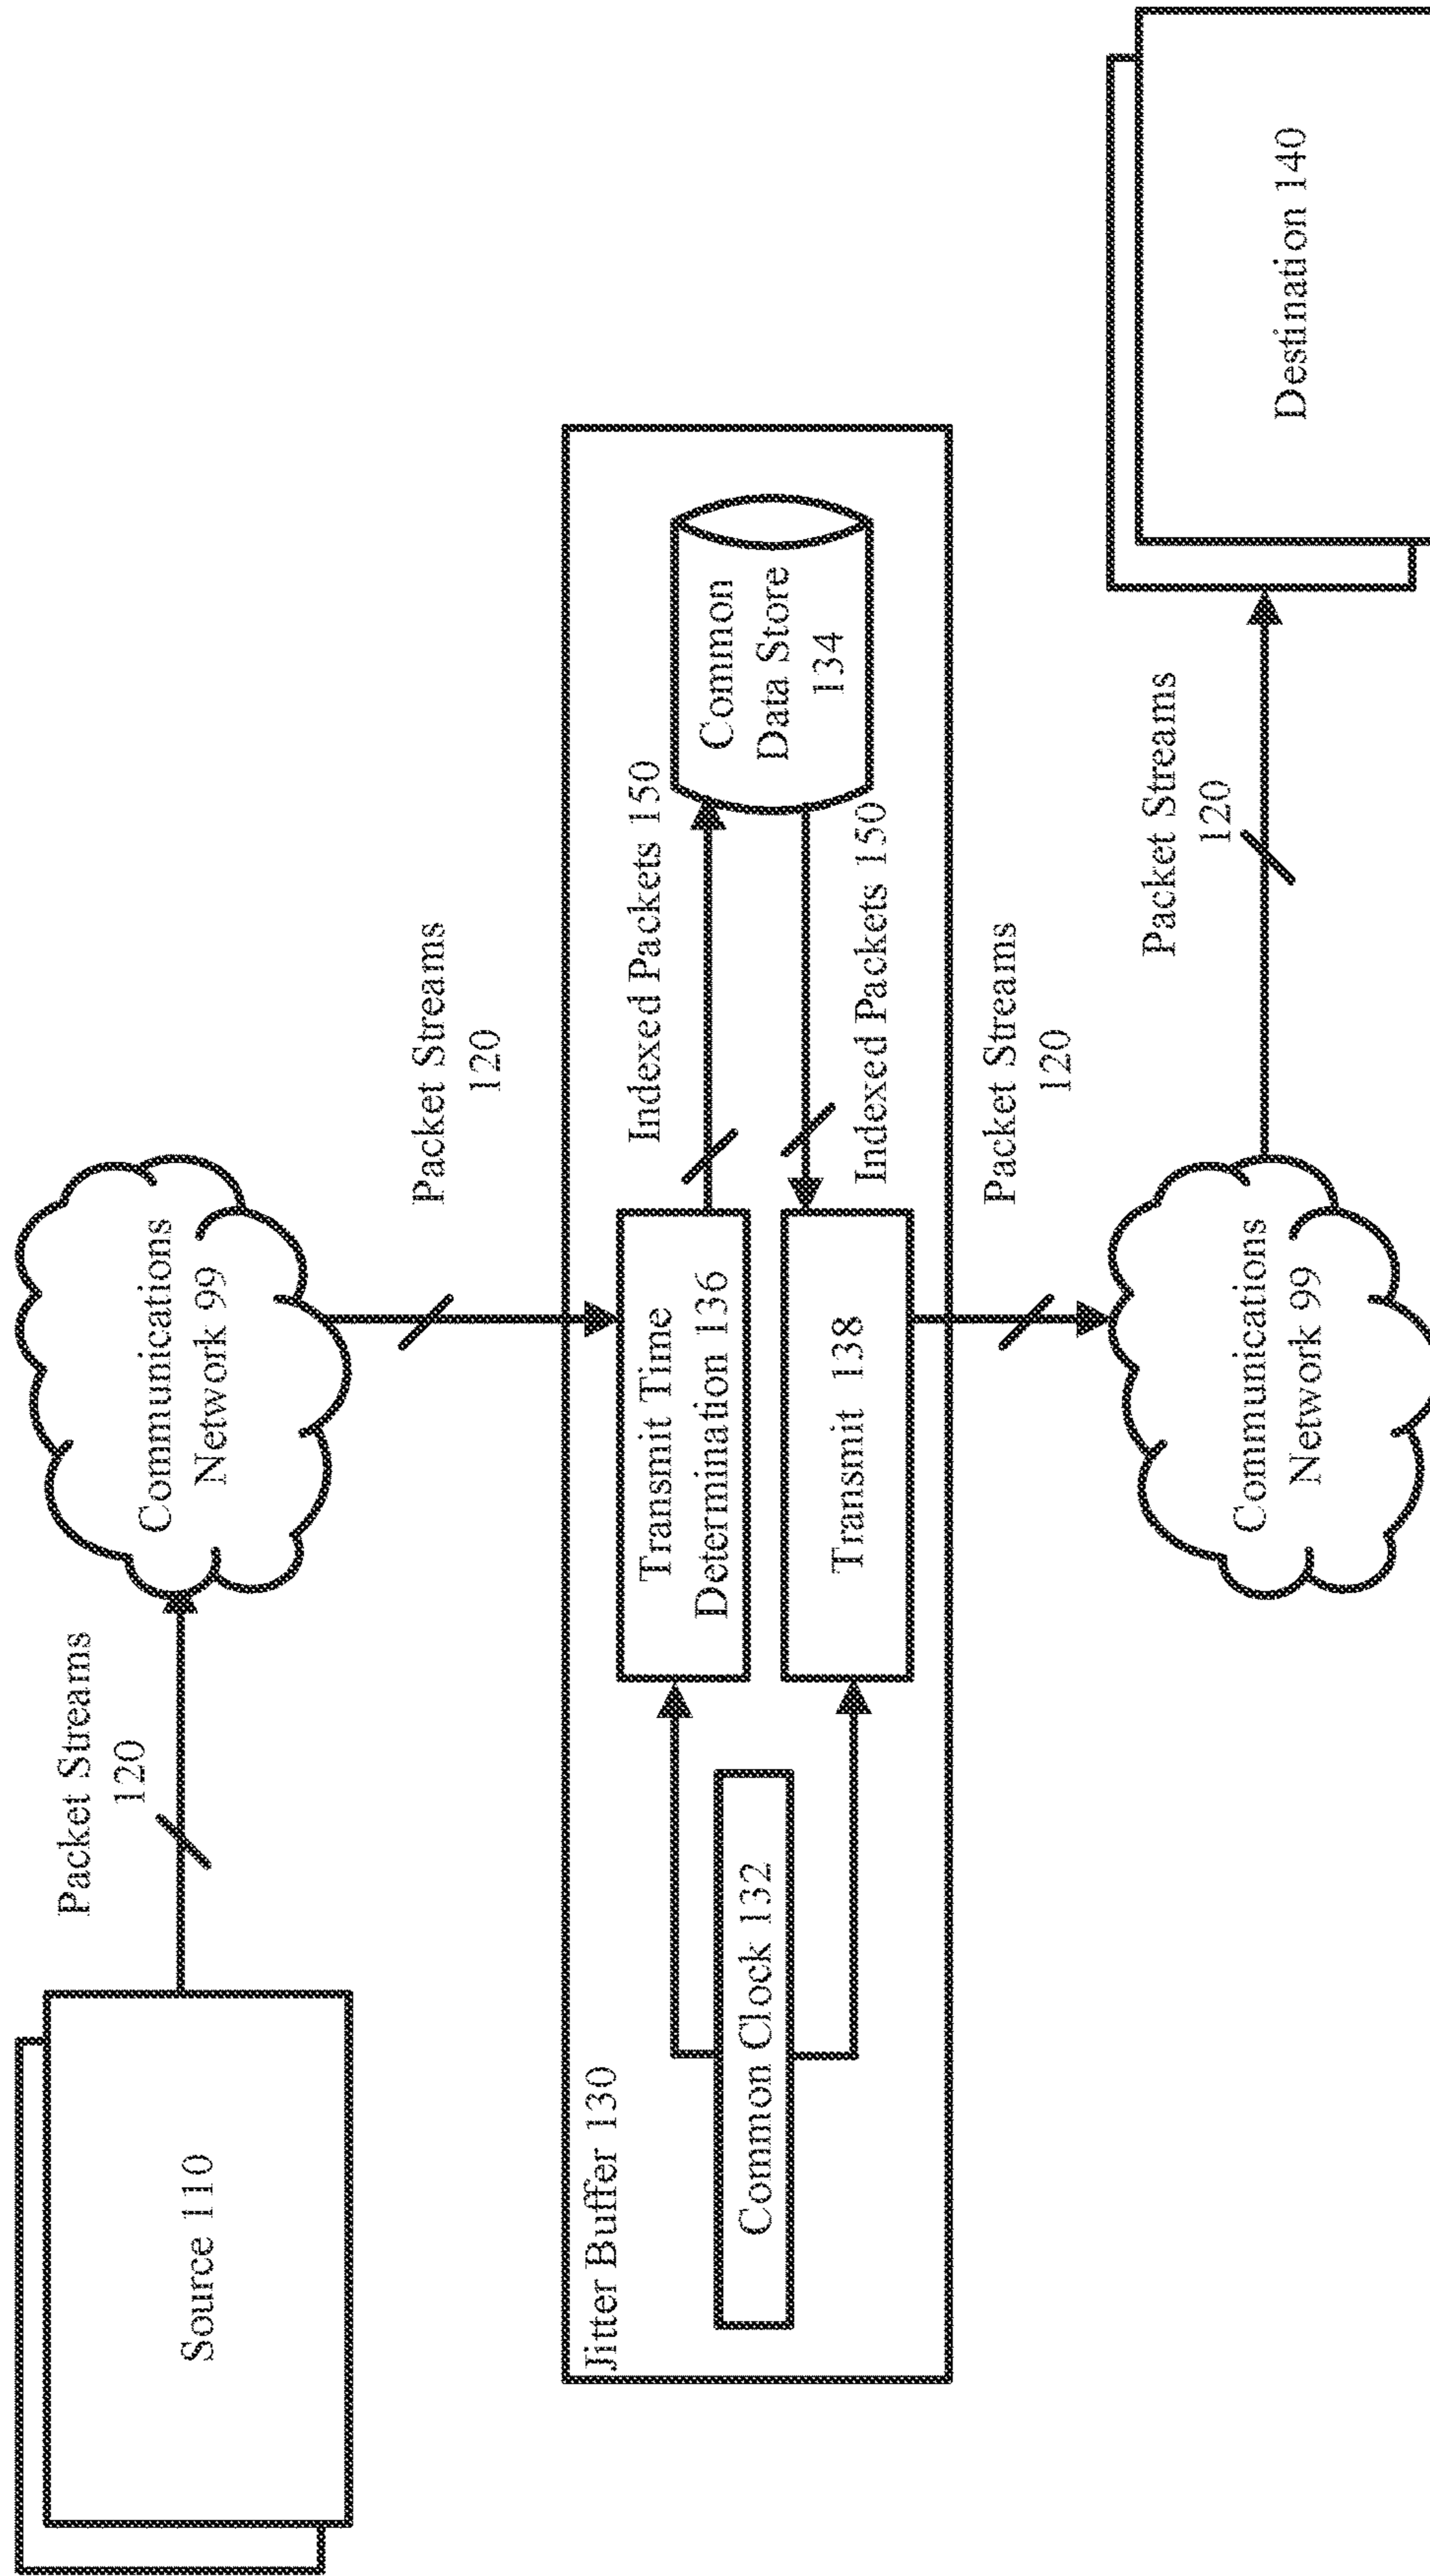 Source 110
Packet Streams
120
Communications
Network 99
Packet Streams
120
Jitter Buffer 130
Common Clock 132
Transmit Time
Determination 136
Indexed Packets 150
Common
Data Store
134
Transmit 138
Indexed Packets 150
Packet Streams
120
Communications
Network 99
Packet Streams
120
Destination 140